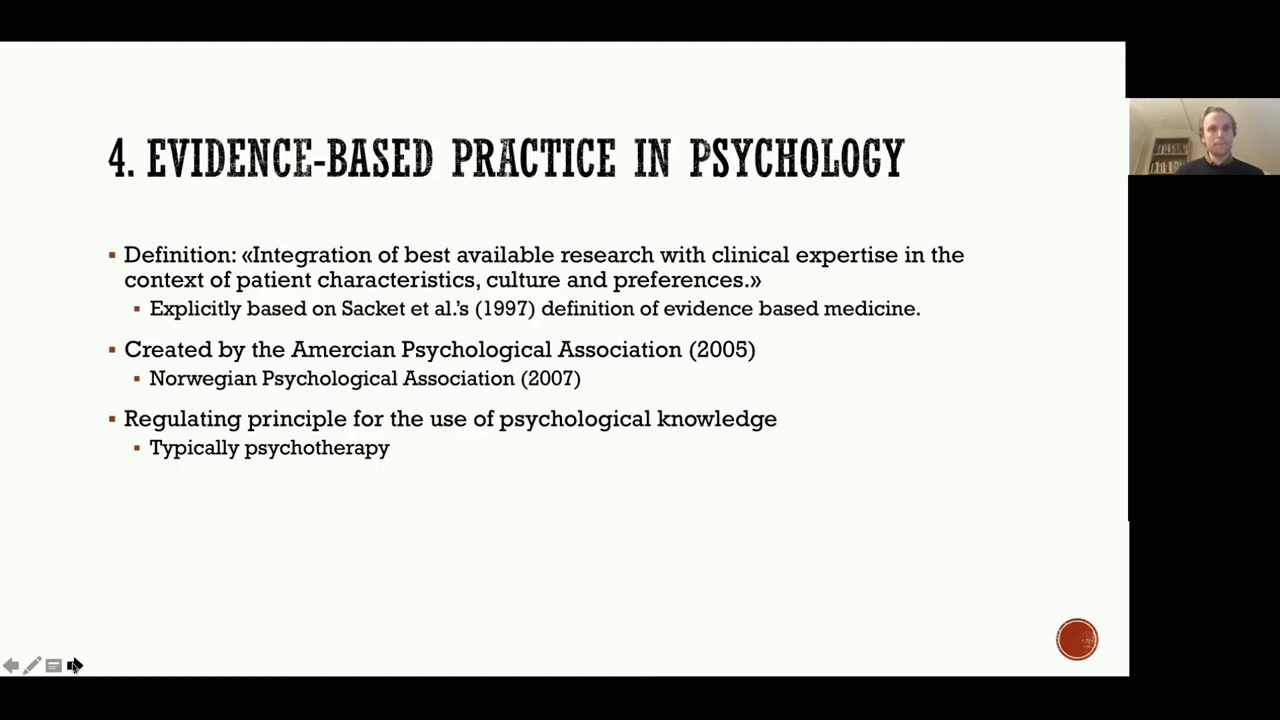 4. EVIDENCE-BASED PRACTICE IN PSYCHOLOGY
▪ Definition: «Integration of best available research with clinical expertise in the
context of patient characteristics, culture and preferences.»
▪ Explicitly based on Sacket et al.'s (1997) definition of evidence based medicine.
▪ Created by the Amercian Psychological Association (2005)
▪ Norwegian Psychological Association (2007)
▪ Regulating principle for the use of psychological knowledge
▪ Typically psychotherapy